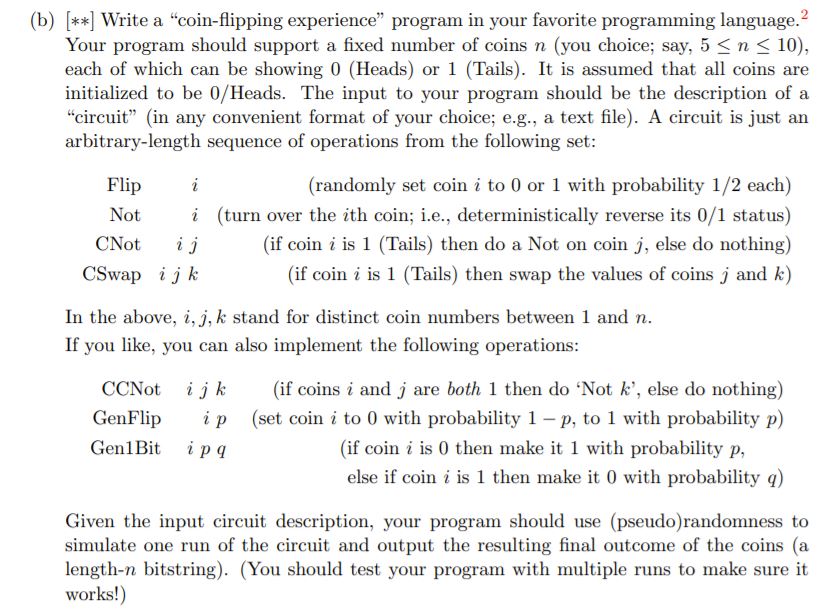 (b) [**] Write a “coin-flipping experience” program in your favorite programming language.2
Your program should support a fixed number of coins n (you choice; say, 5 ≤ n ≤ 10),
each of which can be showing 0 (Heads) or 1 (Tails). It is assumed that all coins are
initialized to be 0/Heads. The input to your program should be the description of a
“circuit” (in any convenient format of your choice; e.g., a text file). A circuit is just an
arbitrary-length sequence of operations from the following set:
Flip i (randomly set coin i to 0 or 1 with probability 1/2 each)
Not i (turn over the ith coin; i.e., deterministically reverse its 0/1 status)
CNot i j (if coin i is 1 (Tails) then do a Not on coin j, else do nothing)
CSwap i j k (if coin i is 1 (Tails) then swap the values of coins j and k)
In the above, i, j, k stand for distinct coin numbers between 1 and n.
If you like, you can also implement the following operations:
CCNot i j k (if coins i and j are both 1 then do ‘Not k’, else do nothing)
GenFlip i p (set coin i to 0 with probability 1 − p, to 1 with probability p)
Gen1Bit i p q (if coin i is 0 then make it 1 with probability p,
else if coin i is 1 then make it 0 with probability q)
Given the input circuit description, your program should use (pseudo)randomness to
simulate one run of the circuit and output the resulting final outcome of the coins (a
length-n bitstring). (You should test your program with multiple runs to make sure it
works!)